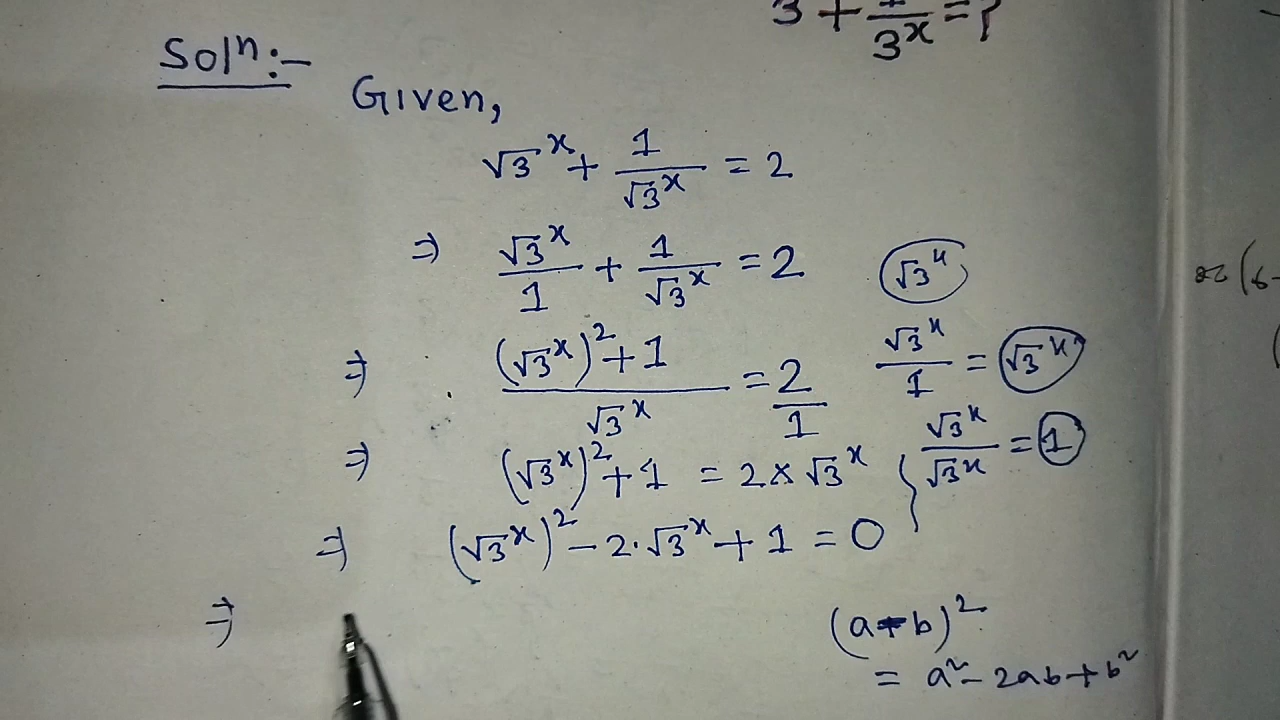 3 + 1/3^x = ?
Solⁿ:-
Given,
√3^x + 1/√3^x = 2
⇒ √3^x/1 + 1/√3^x = 2
√3^x
⇒ ((√3^x)² + 1)/√3^x = 2/1
√3^x/1 = √3^x
⇒ (√3^x)² + 1 = 2 × √3^x
√3^x/√3^x = 1
⇒ (√3^x)² - 2·√3^x + 1 = 0
⇒
(a-b)²
= a² - 2ab + b²